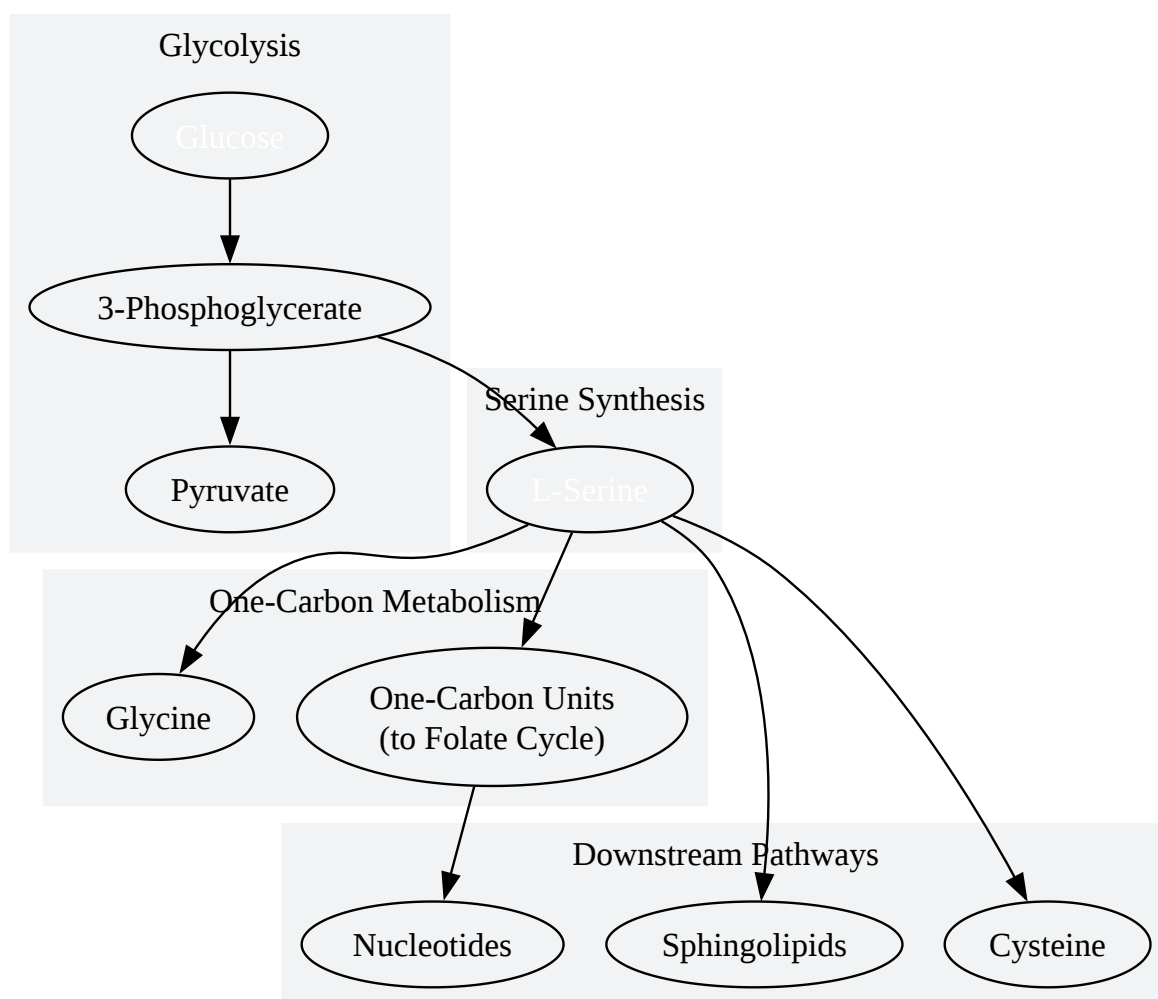 Glycolysis
Glucose
3-Phosphoglycerate
Serine Synthesis
Pyruvate
L-Serine
One-Carbon Metabolism
Glycine
One-Carbon Units
(to Folate Cycle)
Downstream Pathways
Nucleotides
Sphingolipids
Cysteine